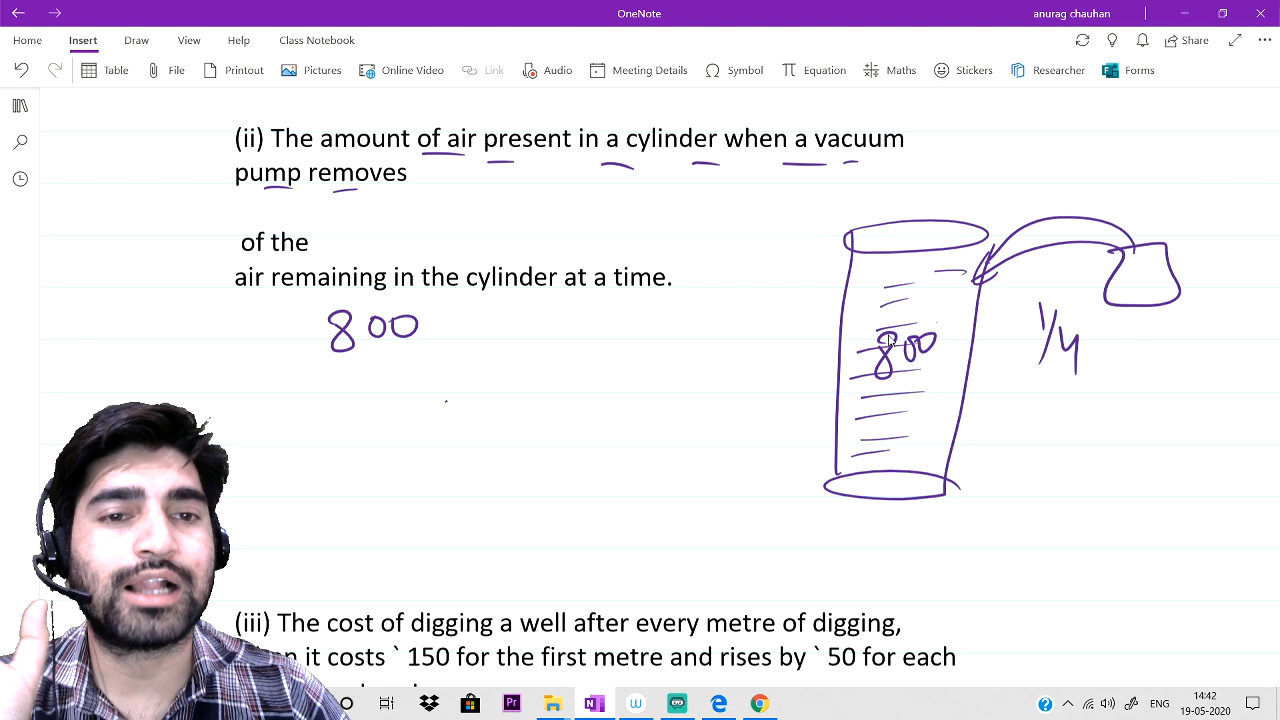 OneNote
anurag chauhan
Home Insert Draw View Help Class Notebook
Share
Table File Printout Pictures Online Video Link Audio Meeting Details Symbol Equation Maths Stickers Researcher Forms
(ii) The amount of air present in a cylinder when a vacuum
pump removes
of the
air remaining in the cylinder at a time.
800
800
1/4
(iii) The cost of digging a well after every metre of digging,
it costs ` 150 for the first metre and rises by ` 50 for each
ENG
14:42
19-05-2020